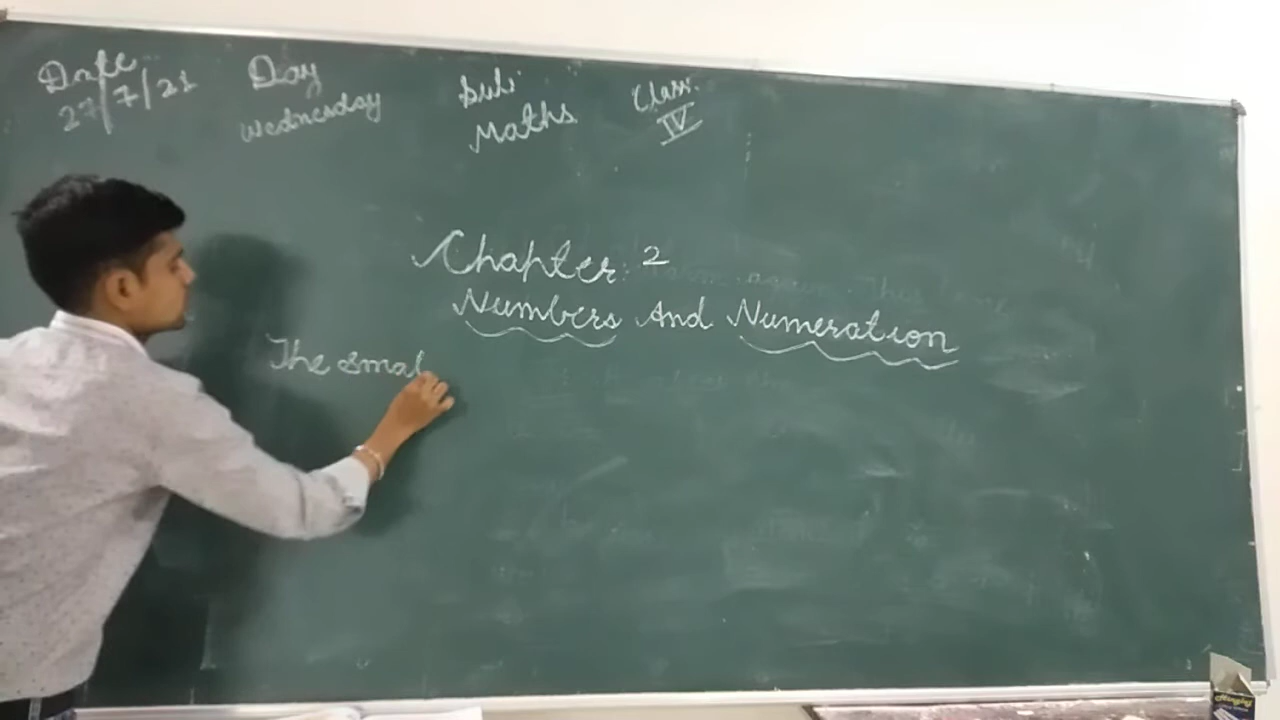 Date Day Sub: Maths Class: IV
27/7/21 Wednesday
Chapter: 2
Numbers And Numeration
The smal